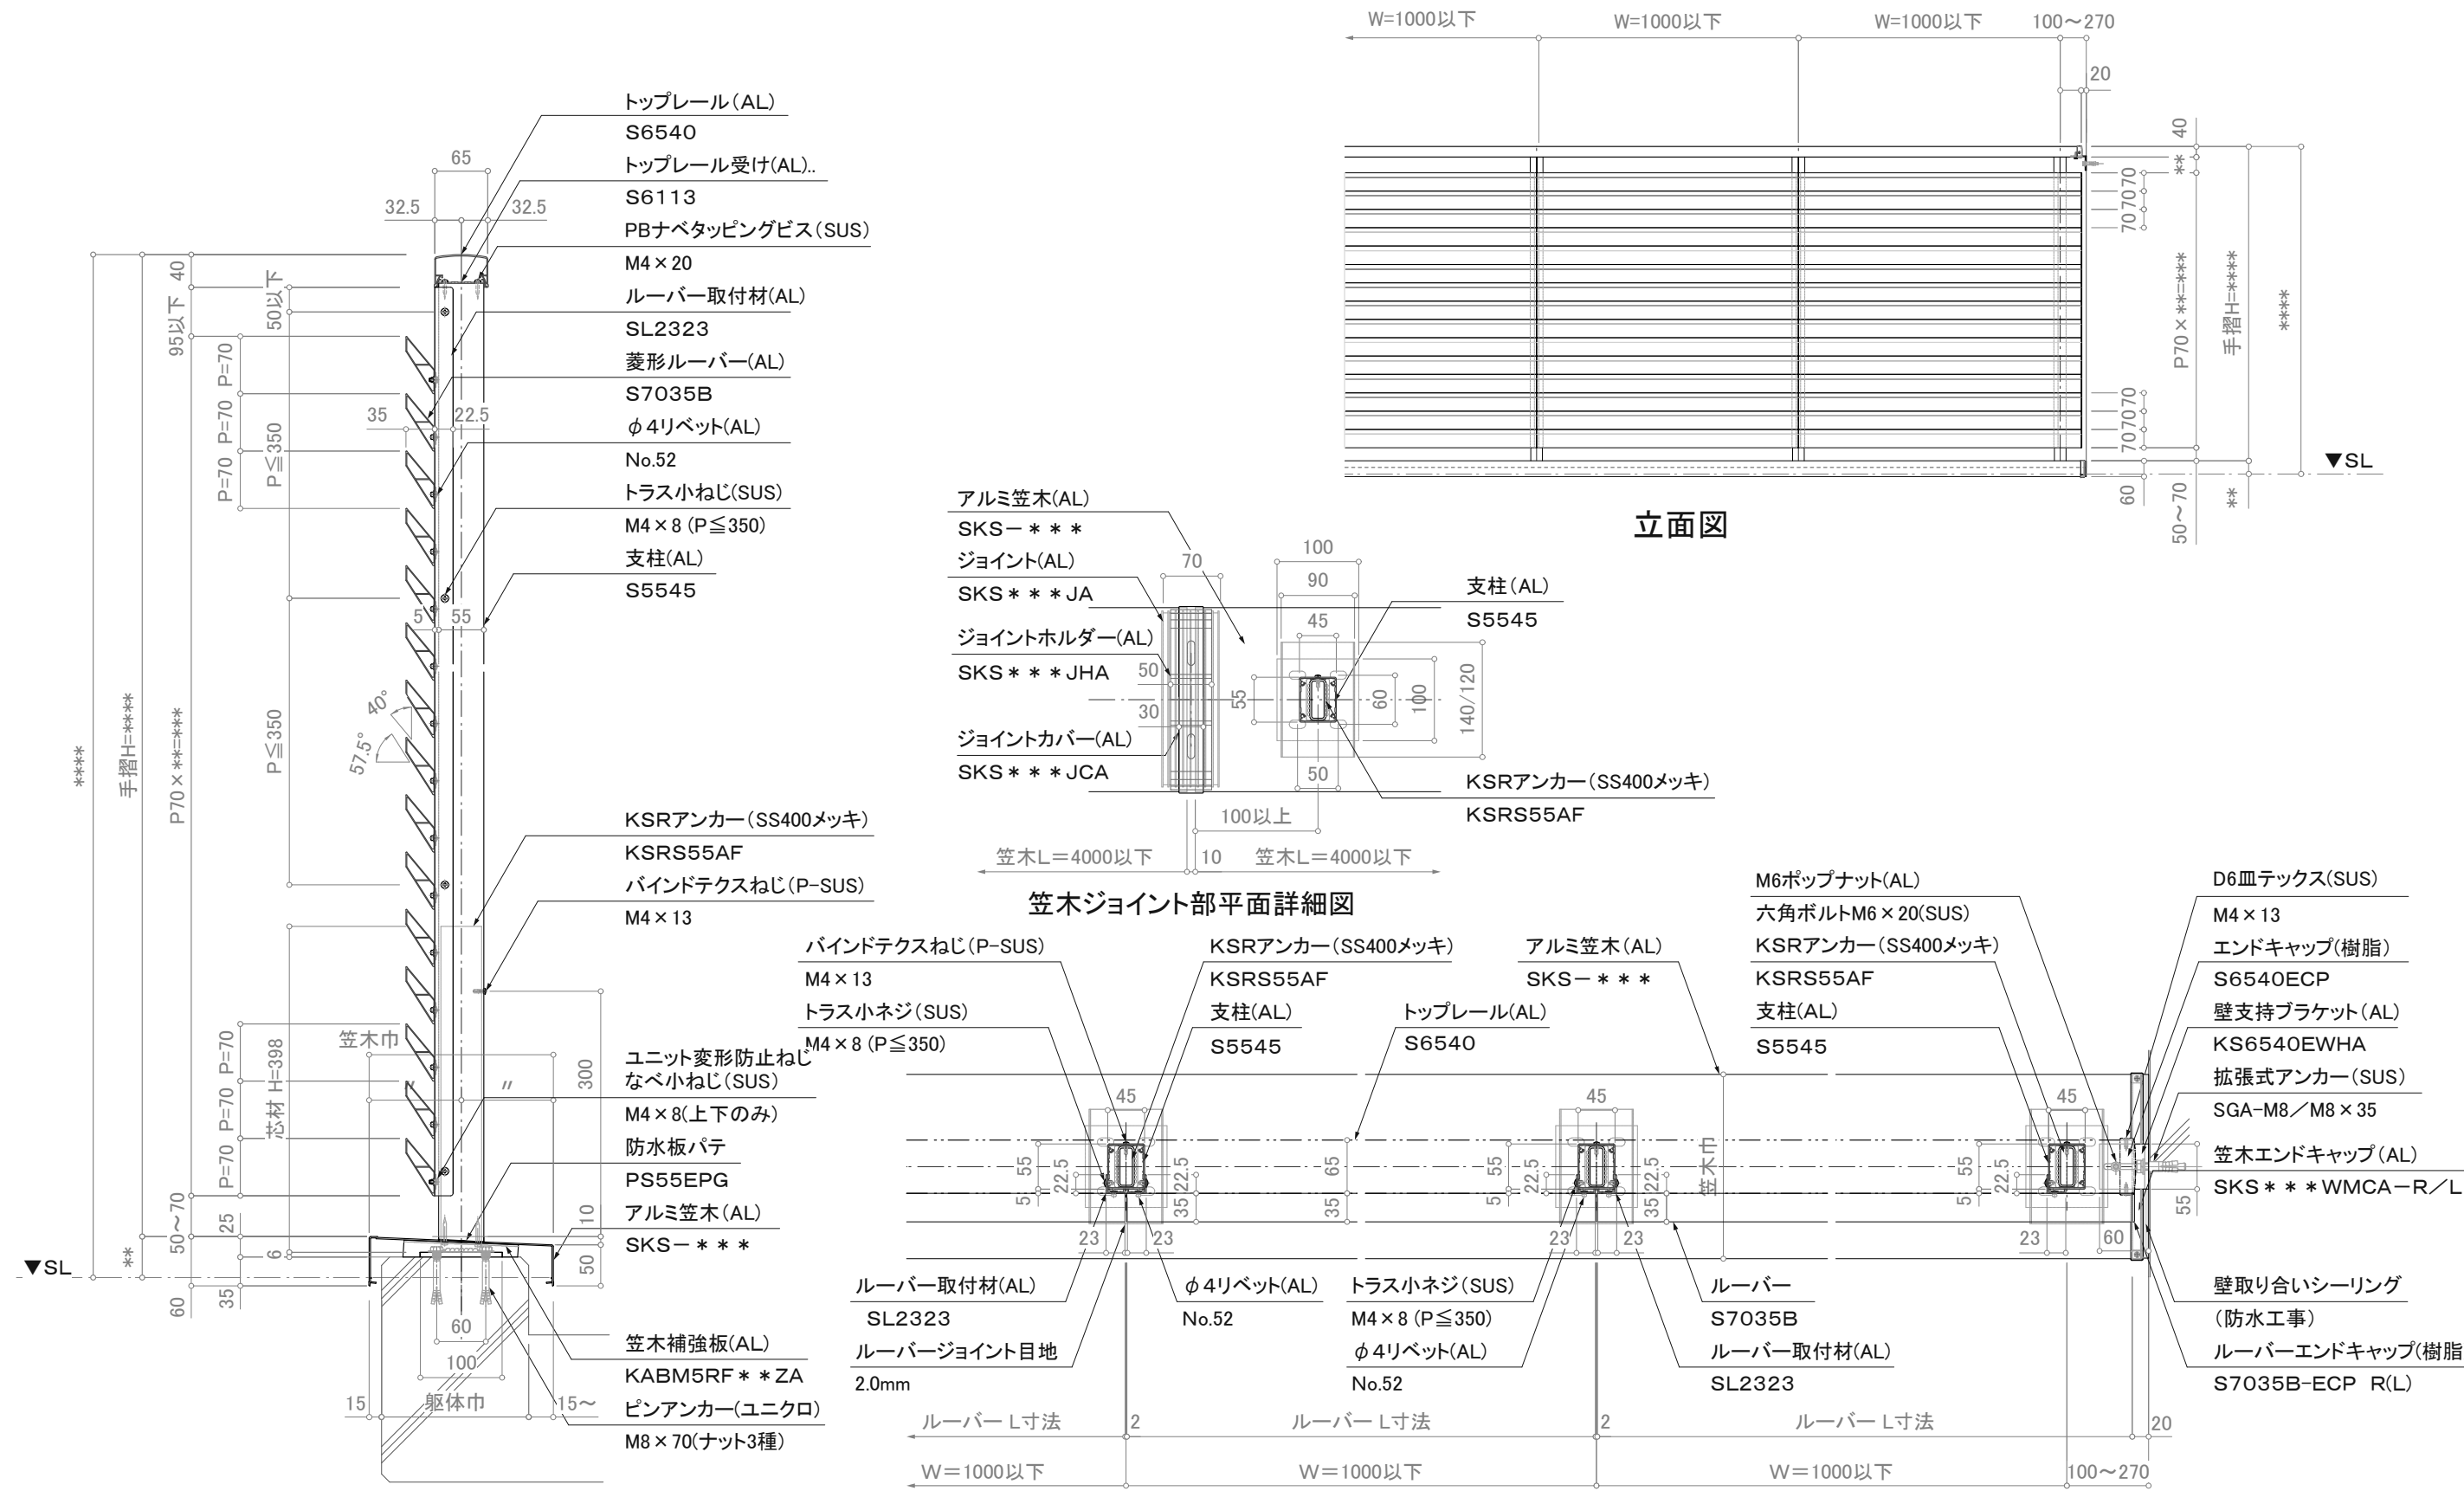 トップレール(AL)
S6540
トップレール受け(AL)..
S6113
PBナベタッピングビス(SUS)
M4×20
ルーバー取付材(AL)
SL2323
菱形ルーバー(AL)
S7035B
φ4リベット(AL)
No.52
トラス小ねじ(SUS)
M4×8 (P≦350)
支柱(AL)
S5545
KSRアンカー(SS400メッキ)
KSRS55AF
バインドテクスねじ(P-SUS)
M4×13
ユニット変形防止ねじ
なべ小ねじ(SUS)
M4×8(上下のみ)
防水板パテ
PS55EPG
アルミ笠木(AL)
SKS-***
笠木補強板(AL)
KABM5RF**ZA
ピンアンカー(ユニクロ)
M8×70(ナット3種)
65
32.5
32.5
40
95以下
50以下
P=70
P=70
P=70
P≦350
35
22.5
5
55
****
手摺H=****
P70×**=****
P≦350
40°
57.5°
笠木巾
〃
〃
芯材 H=398
P=70
P=70
P=70
300
50~70
25
**
6
10
50
60
35
▼SL
60
100
15
躯体巾
15~
W=1000以下
W=1000以下
W=1000以下
100~270
20
40
**
70
70
70
P70×**=****
手摺H=****
****
70
70
70
60
50~70
**
▼SL
立面図
アルミ笠木(AL)
SKS-***
ジョイント(AL)
SKS***JA
ジョイントホルダー(AL)
SKS***JHA
ジョイントカバー(AL)
SKS***JCA
70
50
30
100
90
45
55
60
100
140/120
50
支柱(AL)
S5545
KSRアンカー(SS400メッキ)
KSRS55AF
100以上
笠木L=4000以下
10
笠木L=4000以下
笠木ジョイント部平面詳細図
バインドテクスねじ(P-SUS)
M4×13
トラス小ネジ(SUS)
M4×8 (P≦350)
KSRアンカー(SS400メッキ)
KSRS55AF
支柱(AL)
S5545
トップレール(AL)
S6540
アルミ笠木(AL)
SKS-***
M6ポップナット(AL)
六角ボルトM6×20(SUS)
KSRアンカー(SS400メッキ)
KSRS55AF
支柱(AL)
S5545
D6皿テックス(SUS)
M4×13
エンドキャップ(樹脂)
S6540ECP
壁支持ブラケット(AL)
KS6540EWHA
拡張式アンカー(SUS)
SGA-M8/M8×35
笠木エンドキャップ(AL)
SKS***WMCA-R/L
45
55
22.5
5
22.5
35
23
23
65
35
45
55
22.5
5
22.5
35
23
23
笠木巾
45
55
22.5
5
23
60
55
ルーバー取付材(AL)
SL2323
ルーバージョイント目地
2.0mm
φ4リベット(AL)
No.52
トラス小ネジ(SUS)
M4×8 (P≦350)
φ4リベット(AL)
No.52
ルーバー
S7035B
ルーバー取付材(AL)
SL2323
壁取り合いシーリング
(防水工事)
ルーバーエンドキャップ(樹脂
S7035B-ECP R(L)
ルーバー L寸法
2
ルーバー L寸法
2
ルーバー L寸法
20
W=1000以下
W=1000以下
W=1000以下
100~270